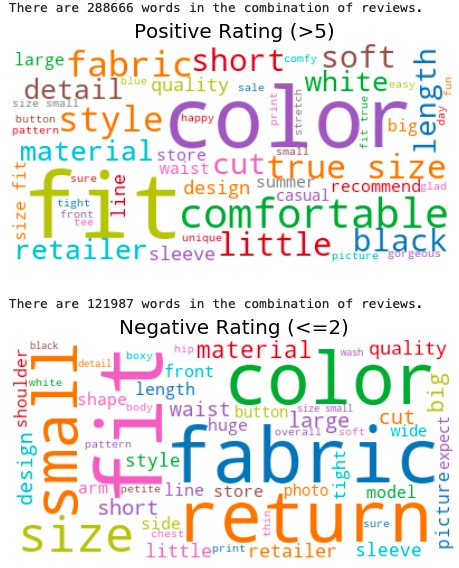 There are 288666 words in the combination of reviews.
Positive Rating (>5)
large fabric short comfy soft length
detail blue quality sale white easy fun
size small
button style color print stretch fit true big day
pattern happy
material store small
waist cut true size
size fit fit sure line design summer recommend glad
tight casual
front comfortable
tee
unique little black
retailer sleeve picture gorgeous
There are 121987 words in the combination of reviews.
Negative Rating (<=2)
black hip material wash quality
shoulder small detail boxy fit front color big
white length
shape body waist button size small large cut
huge overall soft wide
design pattern fabric expect
style tight
arm petite line store photo model picture
short return
size side thin sure
chest
little print retailer sleeve